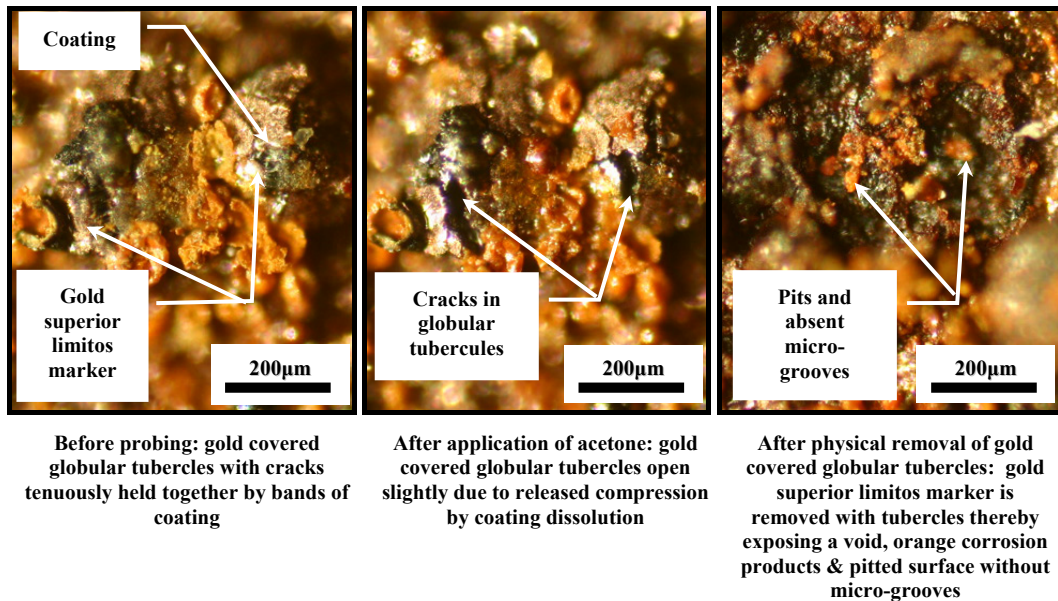 Coating
Gold
superior
limitos
marker
200µm
Cracks in
globular
tubercules
200µm
Pits and
absent
micro-
grooves
200µm
Before probing: gold covered
globular tubercles with cracks
tenuously held together by bands of
coating
After application of acetone: gold
covered globular tubercles open
slightly due to released compression
by coating dissolution
After physical removal of gold
covered globular tubercles:  gold
superior limitos marker is
removed with tubercles thereby
exposing a void, orange corrosion
products & pitted surface without
micro-grooves